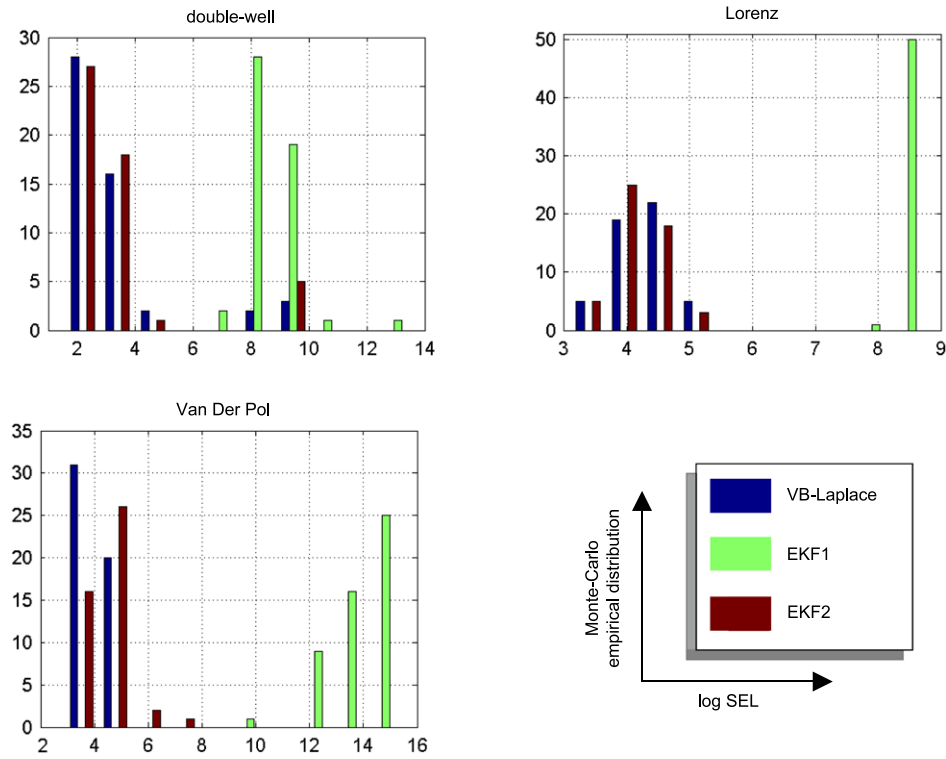 double-well
30
25
20
15
10
5
0
2 4 6 8 10 12 14
Lorenz
50
40
30
20
10
0
3 4 5 6 7 8 9
Van Der Pol
35
30
25
20
15
10
5
0
2 4 6 8 10 12 14 16
Monte-Carlo
empirical distribution
log SEL
VB-Laplace
EKF1
EKF2